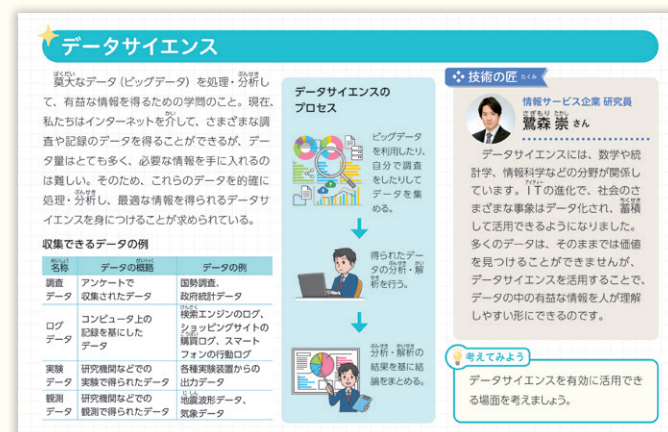 データサイエンス
莫大なデータ（ビッグデータ）を処理・分析し
て、有益な情報を得るための学問のこと。現在、
私たちはインターネットを介して、さまざまな調
査や記録のデータを得ることができるが、デー
タ量はとても多く、必要な情報を手に入れるの
は難しい。そのため、これらのデータを的確に
処理・分析し、最適な情報を得られるデータサ
イエンスを身につけることが求められている。
収集できるデータの例
名称 データの概略 データの例
調査データ アンケートで収集されたデータ 国勢調査、政府統計データ
ログデータ コンピュータ上の記録を基にしたデータ 検索エンジンのログ、ショッピングサイトの購買ログ、スマートフォンの行動ログ
実験データ 研究機関などでの実験で得られたデータ 各種実験装置からの出力データ
観測データ 研究機関などでの観測で得られたデータ 地震波形データ、気象データ
データサイエンスの
プロセス
ビッグデータ
を利用したり、
自分で調査
をしたりして
データを集
める。
得られたデー
タの分析・解
析を行う。
分析・解析の
結果を基に結
論をまとめる。
技術の匠 たくみ
情報サービス企業 研究員
鷺森 崇 さん
さぎもり たかし
データサイエンスには、数学や統
計学、情報科学などの分野が関係し
ています。ITの進化で、社会のさ
まざまな事象はデータ化され、蓄積
して活用できるようになりました。
多くのデータは、そのままでは価値
を見つけることができませんが、
データサイエンスを活用することで、
データの中の有益な情報を人が理解
しやすい形にできるのです。
考えてみよう
データサイエンスを有効に活用でき
る場面を考えましょう。